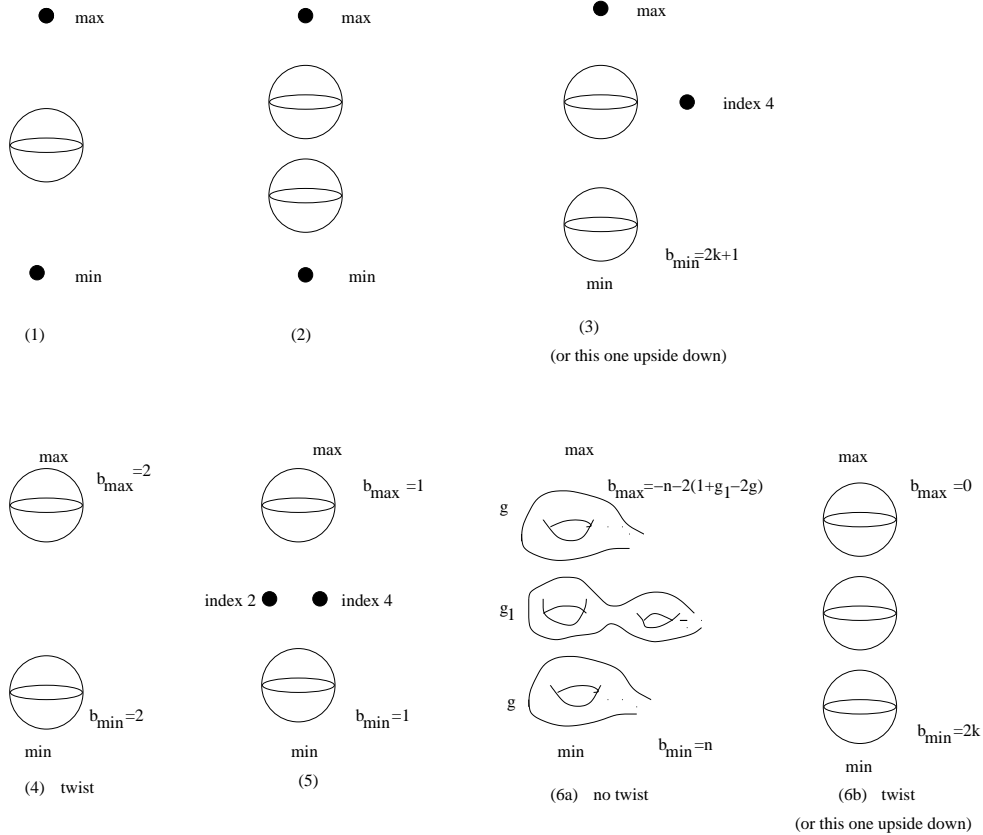 max
min
(1)
max
min
(2)
max
index 4
b_min=2k+1
min
(3)
(or this one upside down)
max
b_max=2
b_min=2
min
(4) twist
max
b_max=1
index 2
index 4
b_min=1
min
(5)
max
b_max=−n−2(1+g_1−2g)
g
g_1
g
min
b_min=n
(6a) no twist
max
b_max=0
b_min=2k
min
(6b) twist
(or this one upside down)